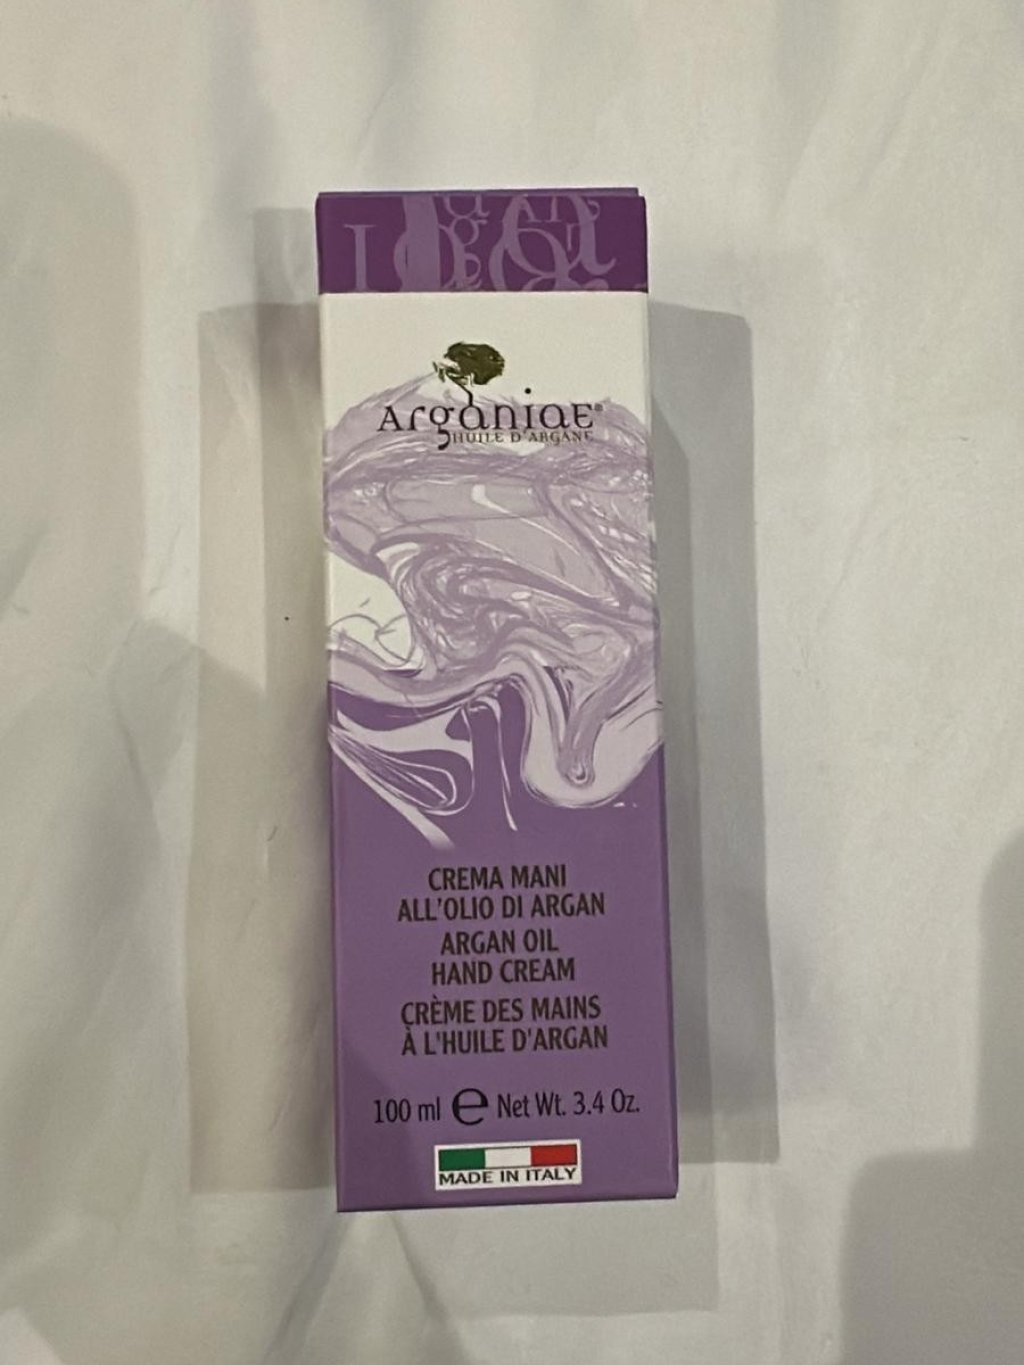 ArgàniaE®
HUILE D'ARGANE
CREMA MANI
ALL'OLIO DI ARGAN
ARGAN OIL
HAND CREAM
CRÈME DES MAINS
À L'HUILE D'ARGAN
100 ml ℮ Net Wt. 3.4 Oz.
MADE IN ITALY